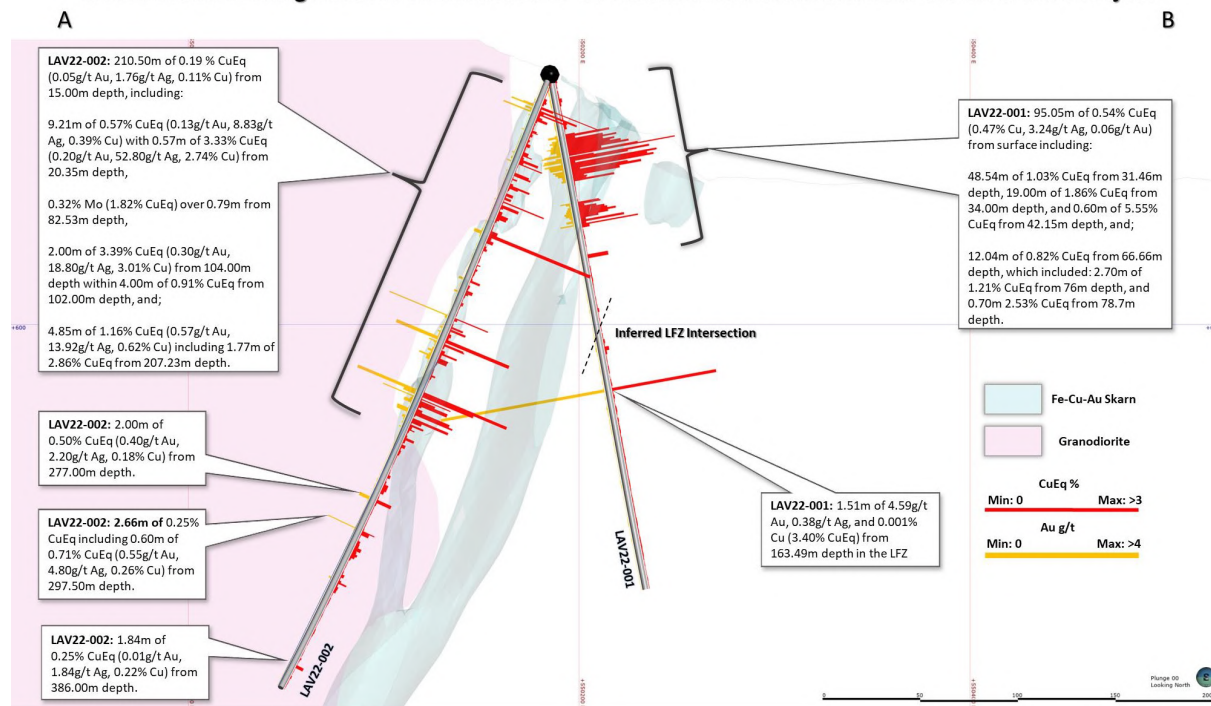 A
B
LAV22-002: 210.50m of 0.19 % CuEq
(0.05g/t Au, 1.76g/t Ag, 0.11% Cu) from
15.00m depth, including:
9.21m of 0.57% CuEq (0.13g/t Au, 8.83g/t
Ag, 0.39% Cu) with 0.57m of 3.33% CuEq
(0.20g/t Au, 52.80g/t Ag, 2.74% Cu) from
20.35m depth,
0.32% Mo (1.82% CuEq) over 0.79m from
82.53m depth,
2.00m of 3.39% CuEq (0.30g/t Au,
18.80g/t Ag, 3.01% Cu) from 104.00m
depth within 4.00m of 0.91% CuEq from
102.00m depth, and;
4.85m of 1.16% CuEq (0.57g/t Au,
13.92g/t Ag, 0.62% Cu) including 1.77m of
2.86% CuEq from 207.23m depth.
LAV22-001: 95.05m of 0.54% CuEq
(0.47% Cu, 3.24g/t Ag, 0.06g/t Au)
from surface including:
48.54m of 1.03% CuEq from 31.46m
depth, 19.00m of 1.86% CuEq from
34.00m depth, and 0.60m of 5.55%
CuEq from 42.15m depth, and;
12.04m of 0.82% CuEq from 66.66m
depth, which included: 2.70m of
1.21% CuEq from 76m depth, and
0.70m 2.53% CuEq from 78.7m
depth.
+600
Inferred LFZ Intersection
LAV22-002: 2.00m of
0.50% CuEq (0.40g/t Au,
2.20g/t Ag, 0.18% Cu) from
277.00m depth.
LAV22-002: 2.66m of 0.25%
CuEq including 0.60m of
0.71% CuEq (0.55g/t Au,
4.80g/t Ag, 0.26% Cu) from
297.50m depth.
LAV22-002: 1.84m of
0.25% CuEq (0.01g/t Au,
1.84g/t Ag, 0.22% Cu) from
386.00m depth.
LAV22-001: 1.51m of 4.59g/t
Au, 0.38g/t Ag, and 0.001%
Cu (3.40% CuEq) from
163.49m depth in the LFZ
LAV22-001
LAV22-002
Fe-Cu-Au Skarn
Granodiorite
CuEq %
Min: 0 Max: >3
Au g/t
Min: 0 Max: >4
+550200
+550400
Plunge 00
Looking North
0 50 100 150 200